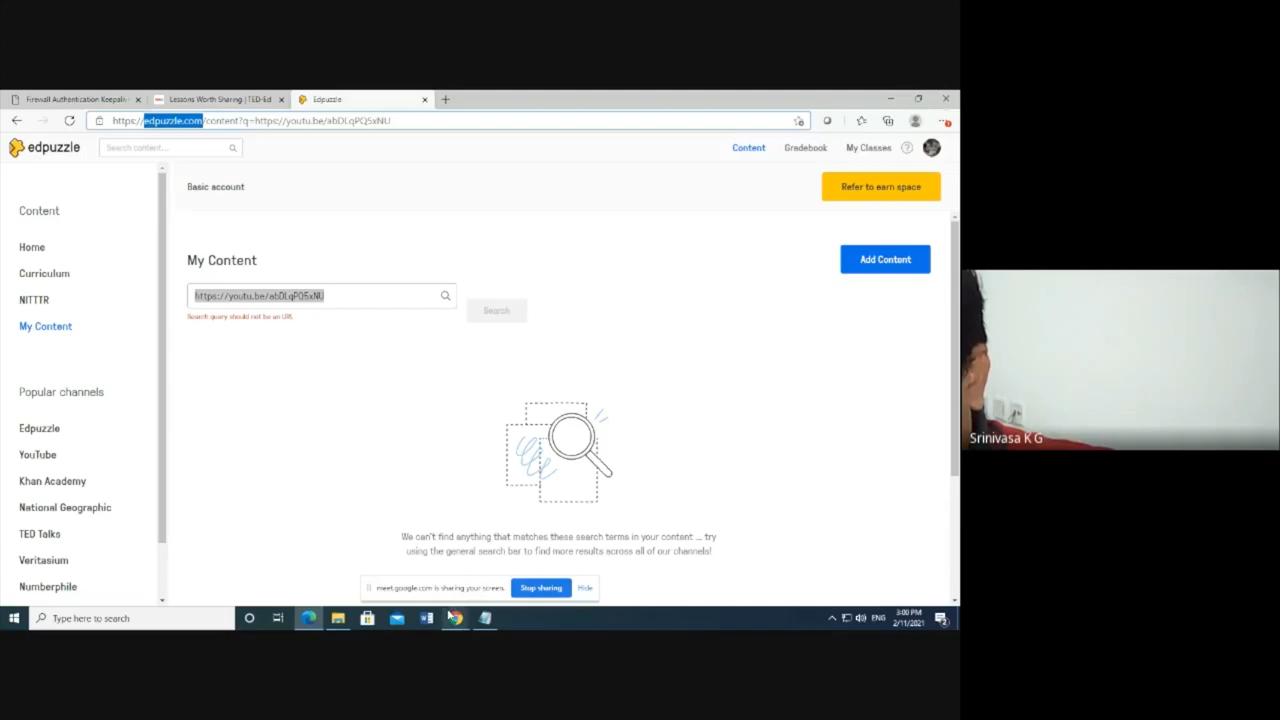 Firewall Authentication Keepaliv
Lessons Worth Sharing | TED-Ed
Edpuzzle
https://edpuzzle.com/content?q=https://youtu.be/abDLqPQ5xNU
edpuzzle
Search content...
Content
Gradebook
My Classes
Basic account
Refer to earn space
Content
Home
Curriculum
NITTTR
My Content
Popular channels
Edpuzzle
YouTube
Khan Academy
National Geographic
TED Talks
Veritasium
Numberphile
My Content
Add Content
https://youtu.be/abDLqPQ5xNU
Search query should not be an URL
Search
We can't find anything that matches these search terms in your content ... try
using the general search bar to find more results across all of our channels!
meet.google.com is sharing your screen.
Stop sharing
Hide
Type here to search
ENG
3:00 PM
2/11/2021
Srinivasa K G